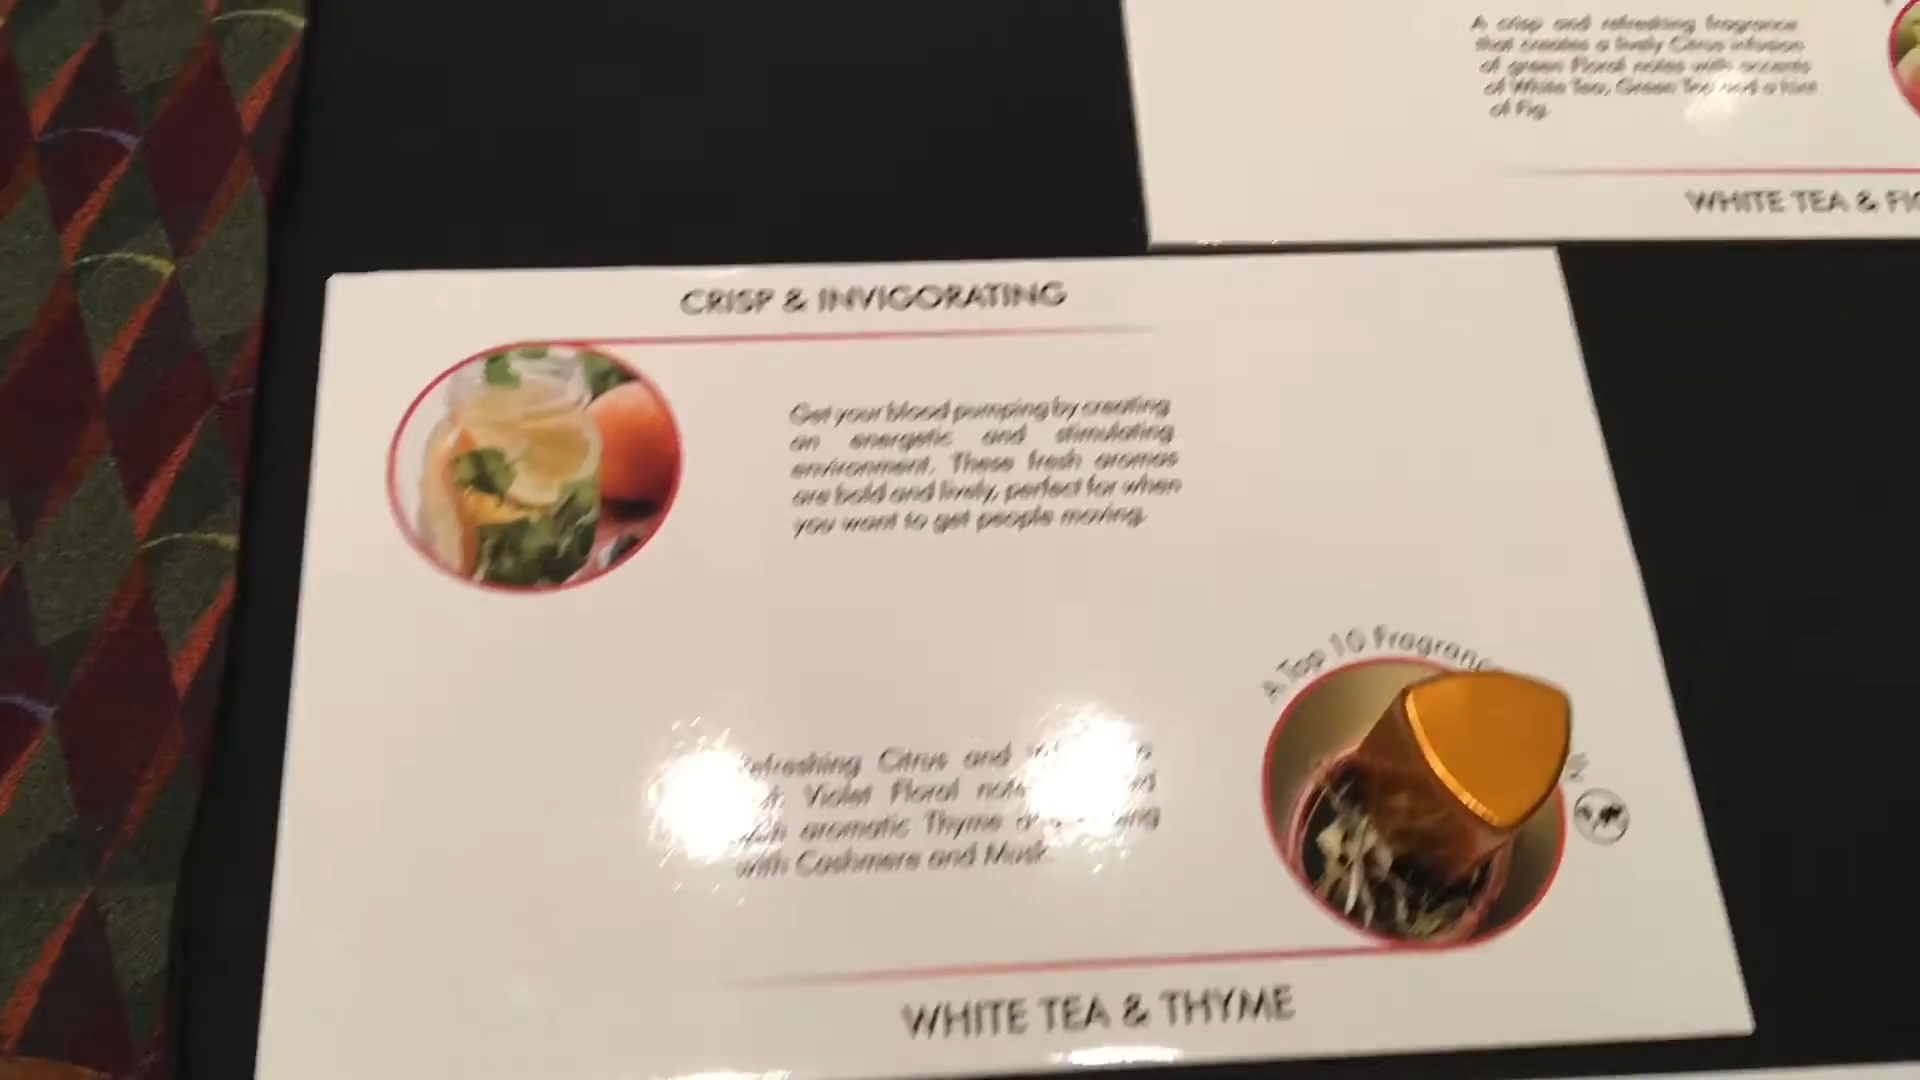 A crisp and refreshing fragrance
that creates a lively Citrus infusion
of green Floral notes with accents
of White Tea, Green Tea and a hint
of Fig.
WHITE TEA & FIG
CRISP & INVIGORATING
Get your blood pumping by creating
an energetic and stimulating
environment. These fresh aromas
are bold and lively, perfect for when
you want to get people moving.
A Top 10 Fragranc
Refreshing Citrus and
Violet Floral
aromatic Thyme
with Cashmere and Musk.
WHITE TEA & THYME